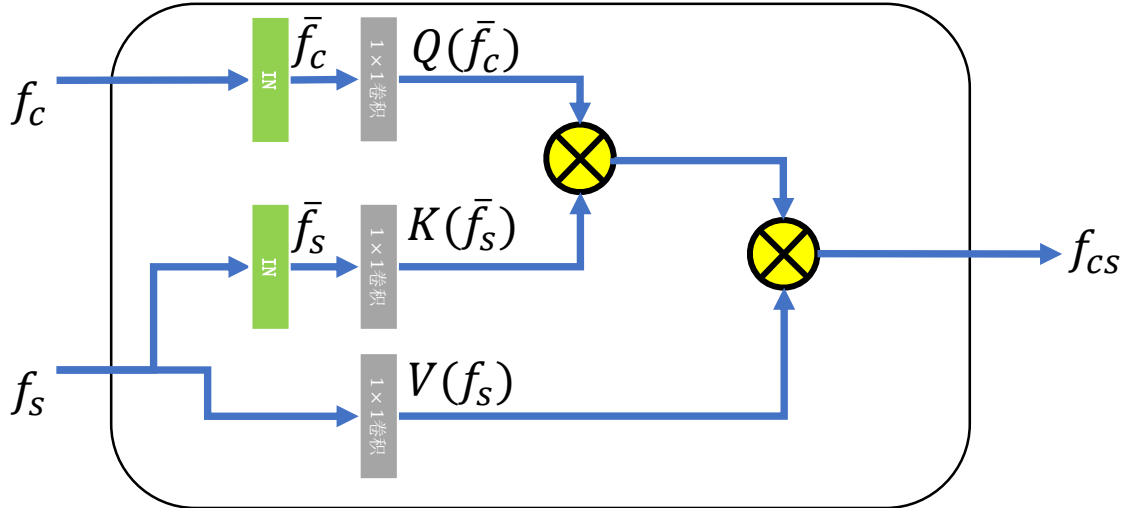 f_c
IN
f̄_c
1×1卷积
Q(f̄_c)
IN
f̄_s
1×1卷积
K(f̄_s)
f_cs
f_s
1×1卷积
V(f_s)